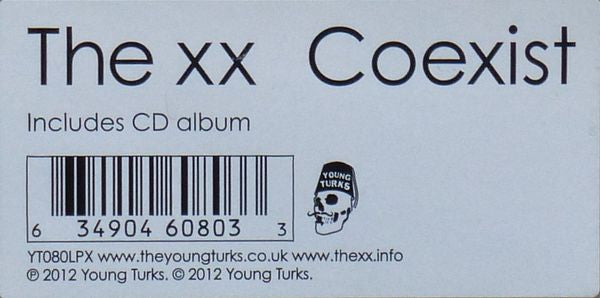 The xx Coexist
Includes CD album
YOUNG
TURKS
6 34904 60803 3
YT080LPX www.theyoungturks.co.uk www.thexx.info
℗ 2012 Young Turks. © 2012 Young Turks.